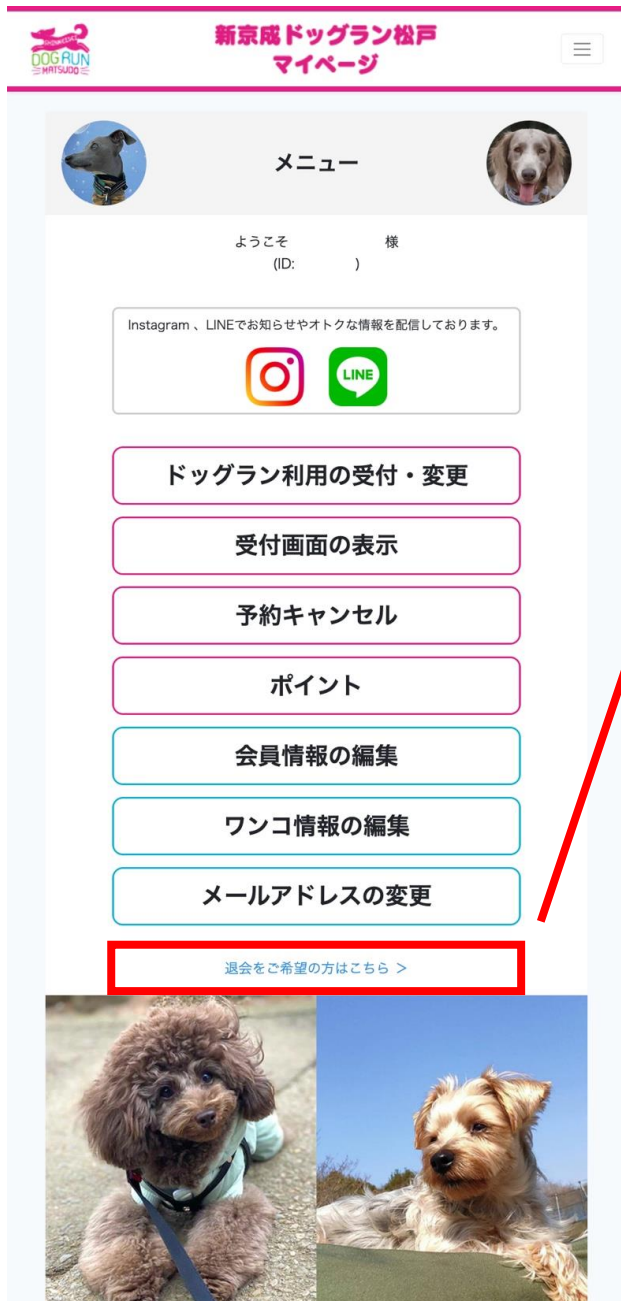 DOG RUN
MATSUDO
新京成ドッグラン松戸
マイページ
メニュー
ようこそ 様
(ID: )
Instagram 、LINEでお知らせやオトクな情報を配信しております。
LINE
ドッグラン利用の受付・変更
受付画面の表示
予約キャンセル
ポイント
会員情報の編集
ワンコ情報の編集
メールアドレスの変更
退会をご希望の方はこちら ＞